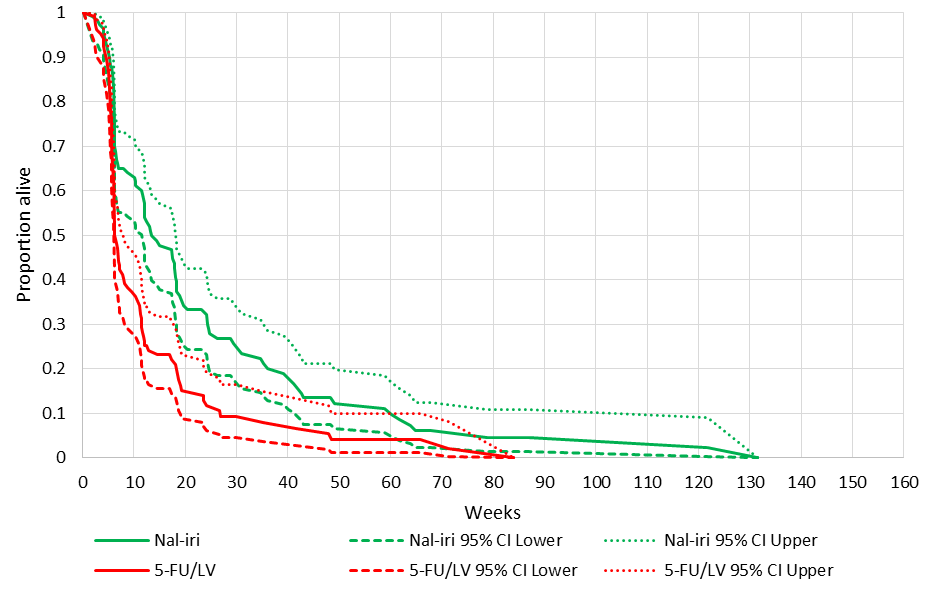 1
0.9
0.8
0.7
0.6
0.5
0.4
0.3
0.2
0.1
0
Proportion alive
0 10 20 30 40 50 60 70 80 90 100 110 120 130 140 150 160
Weeks
Nal-iri Nal-iri 95% CI Lower Nal-iri 95% CI Upper
5-FU/LV 5-FU/LV 95% CI Lower 5-FU/LV 95% CI Upper